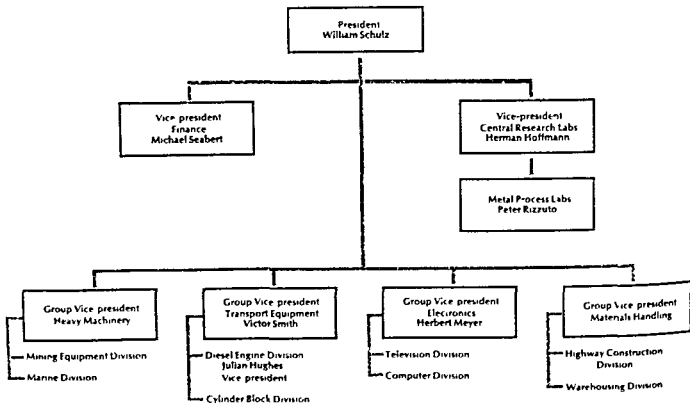 President
William Schulz
Vice president
Finance
Michael Seabert
Vice-president
Central Research Labs
Herman Hoffmann
Metal Process Labs
Peter Rizzuto
Group Vice president
Heavy Machinery
Group Vice president
Transport Equipment
Victor Smith
Group Vice president
Electronics
Herbert Meyer
Group Vice president
Materials Handling
Mining Equipment Division
Marine Division
Diesel Engine Division
Julian Hughes
Vice president
Cylinder Block Division
Television Division
Computer Division
Highway Construction
Division
Warehousing Division